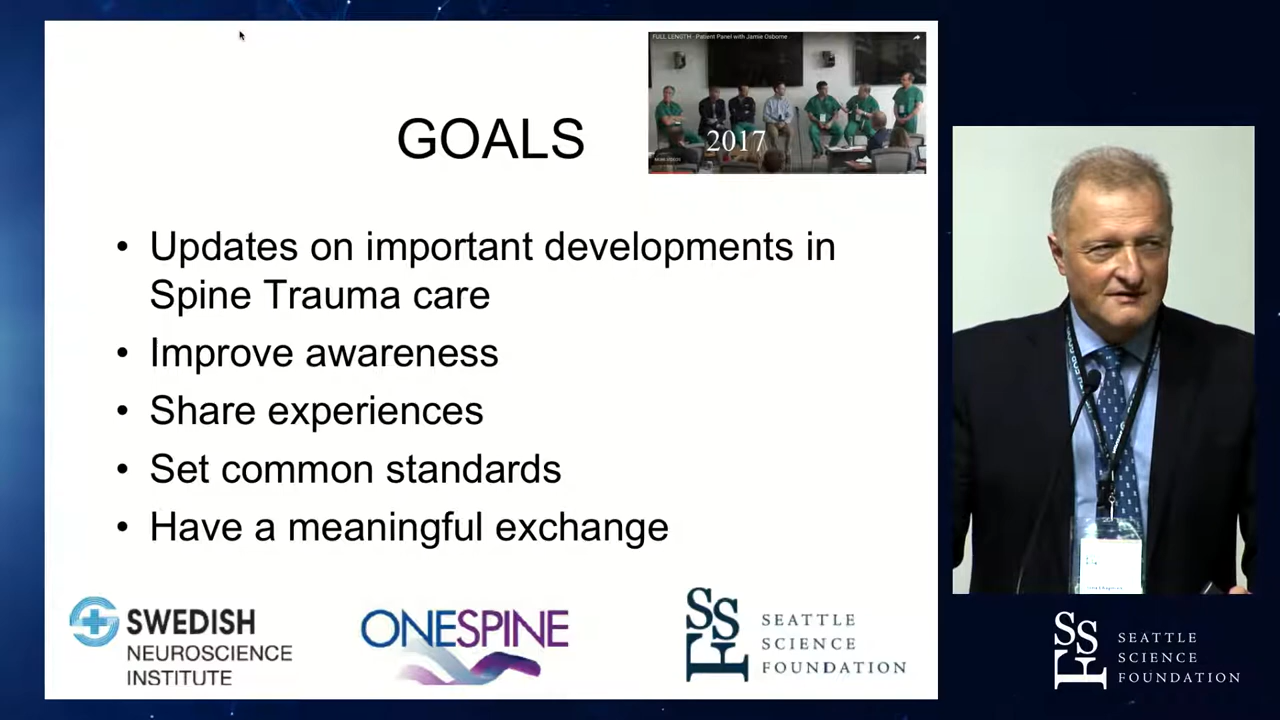 FULL LENGTH - Patient Panel with Jamie Osborne
2017
MORE VIDEOS
GOALS
• Updates on important developments in
Spine Trauma care
• Improve awareness
• Share experiences
• Set common standards
• Have a meaningful exchange
SWEDISH
NEUROSCIENCE
INSTITUTE
ONESPINE
SSF
SEATTLE
SCIENCE
FOUNDATION
SSF
SEATTLE
SCIENCE
FOUNDATION